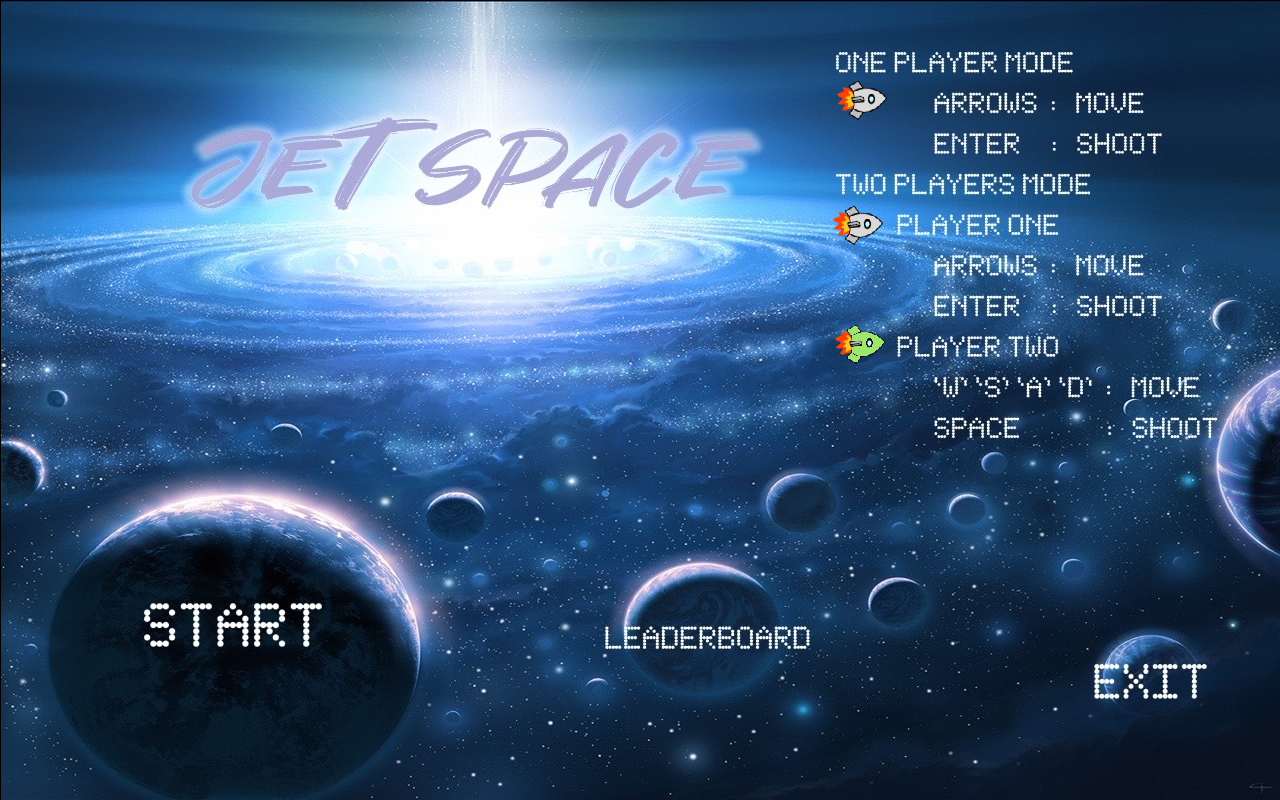 JET SPACE
ONE PLAYER MODE
ARROWS : MOVE
ENTER : SHOOT
TWO PLAYERS MODE
PLAYER ONE
ARROWS : MOVE
ENTER : SHOOT
PLAYER TWO
'W' 'S' 'A' 'D' : MOVE
SPACE : SHOOT
START
LEADERBOARD
EXIT